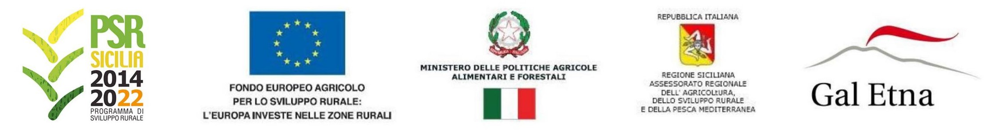 PSR
SICILIA
2014
2022
PROGRAMMA DI
SVILUPPO RURALE
FONDO EUROPEO AGRICOLO
PER LO SVILUPPO RURALE:
L'EUROPA INVESTE NELLE ZONE RURALI
REPUBBLICA ITALIANA
MINISTERO DELLE POLITICHE AGRICOLE
ALIMENTARI E FORESTALI
REPUBBLICA ITALIANA
REGIONE SICILIANA
ASSESSORATO REGIONALE
DELL' AGRICOLtURA,
DELLO SVILUPPO RURALE
E DELLA PESCA MEDITERRANEA
Gal Etna